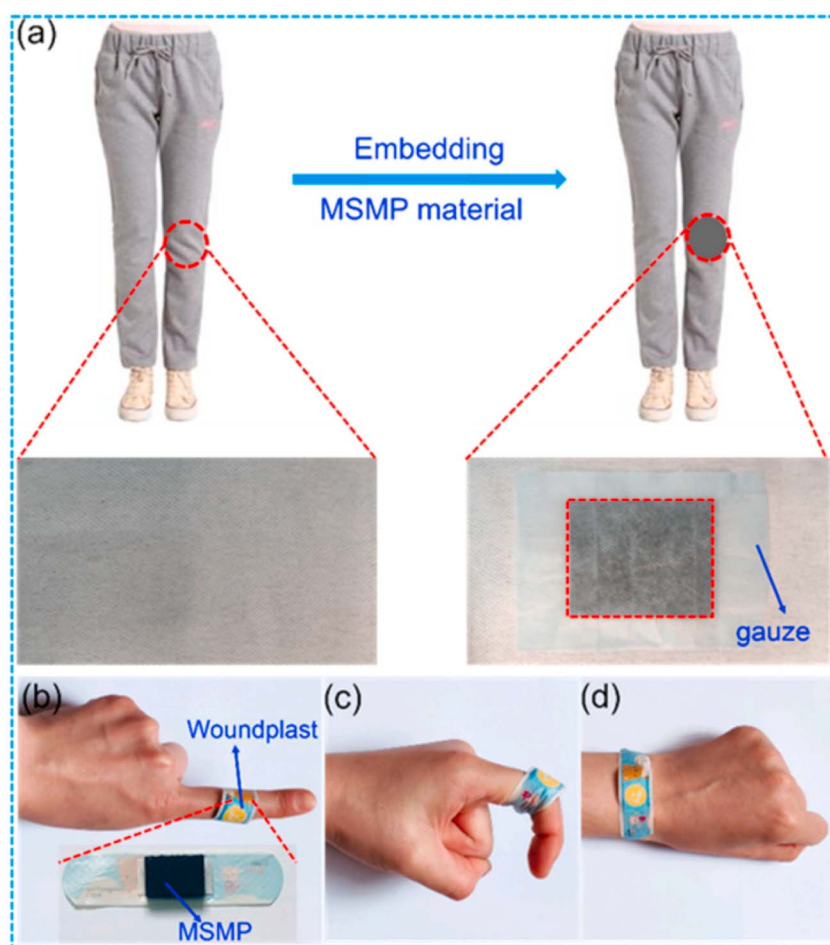 (a)
Embedding
MSMP material
gauze
(b)
Woundplast
MSMP
(c)
(d)